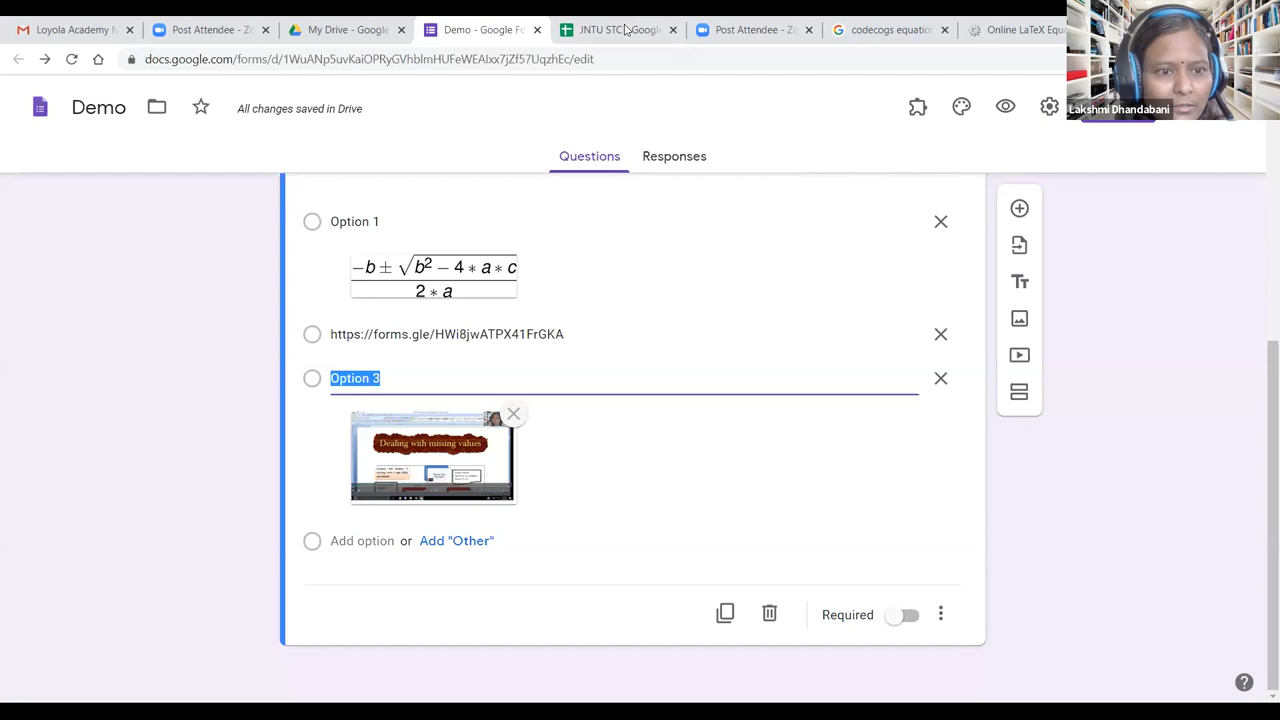 Loyola Academy M
Post Attendee - Zo
My Drive - Google
Demo - Google Fo
JNTU STC
Google
Post Attendee - Zo
codecogs equation
Online LaTeX Equ
docs.google.com/forms/d/
/edit
Lakshmi Dhandabani
Demo
All changes saved in Drive
Questions
Responses
Option 1
−b ± √b² − 4 ∗ a ∗ c
2 ∗ a
https://forms.gle/HWi8jwATPX41FrGKA
Option 3
Dealing with missing values
Add option or Add "Other"
Required